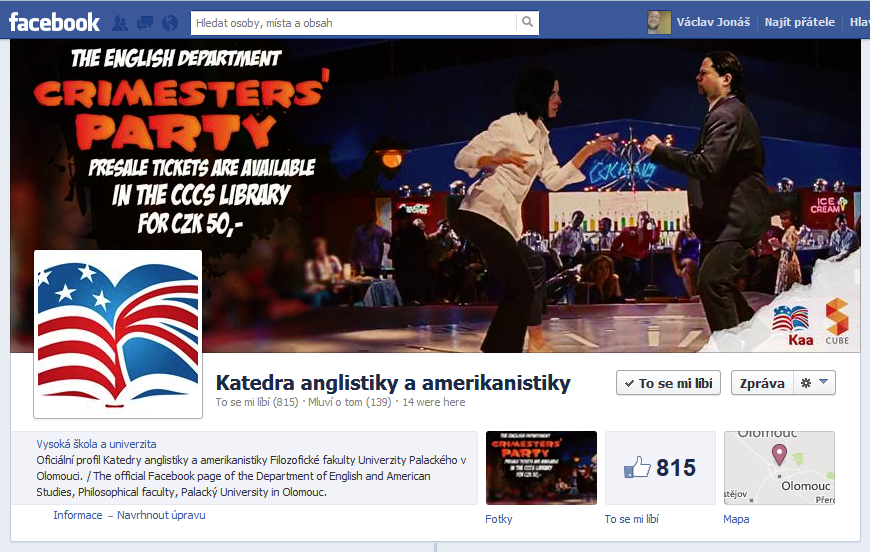 facebook
Hledat osoby, místa a obsah
Václav Jonáš
Najít přátele
Hlav
THE ENGLISH DEPARTMENT
CRIMESTERS'
PARTY
PRESALE TICKETS ARE AVAILABLE
IN THE CCCS LIBRARY
FOR CZK 50,-
ICE
CREAM
Kaa
CUBE
Katedra anglistiky a amerikanistiky
To se mi líbí
Zpráva
To se mi líbí (815) · Mluví o tom (139) · 14 were here
Vysoká škola a univerzita
Oficiální profil Katedry anglistiky a amerikanistiky Filozofické fakulty Univerzity Palackého v
Olomouci. / The official Facebook page of the Department of English and American
Studies, Philosophical faculty, Palacký University in Olomouc.
Informace – Navrhnout úpravu
THE ENGLISH DEPARTMENT
CRIMESTERS'
PARTY
PRESALE TICKETS ARE AVAILABLE
IN THE CCCS LIBRARY
FOR CZK 50,-
Fotky
815
To se mi líbí
Olomouc
Olomouc
stějov
Přero
Mapa